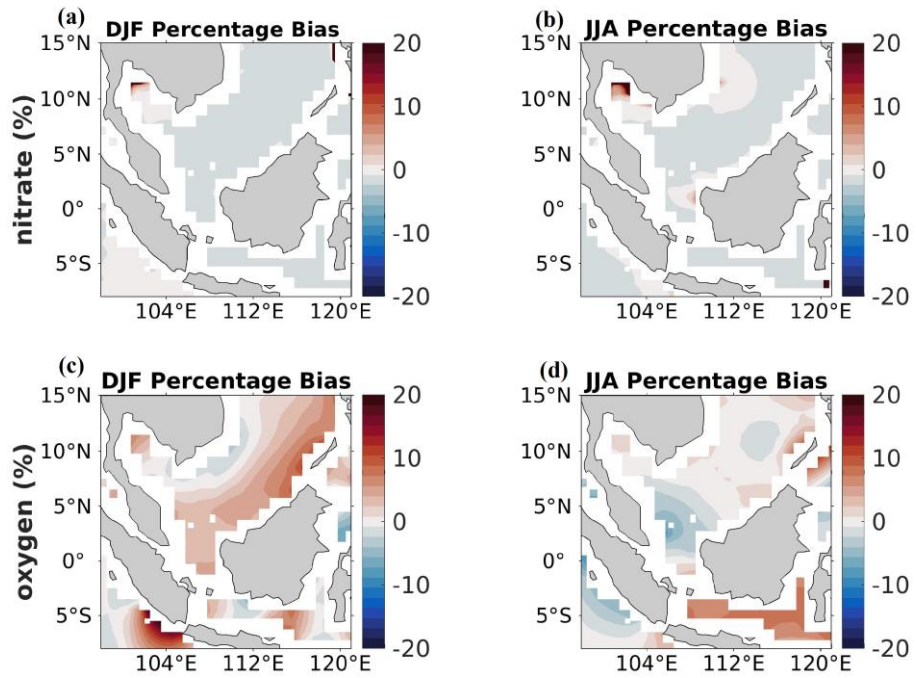 (a)
DJF Percentage Bias
15°N
10°N
5°N
0°
5°S
nitrate (%)
104°E 112°E 120°E
20
10
0
-10
-20
(b)
JJA Percentage Bias
15°N
10°N
5°N
0°
5°S
104°E 112°E 120°E
20
10
0
-10
-20
(c)
DJF Percentage Bias
15°N
10°N
5°N
0°
5°S
oxygen (%)
104°E 112°E 120°E
20
10
0
-10
-20
(d)
JJA Percentage Bias
15°N
10°N
5°N
0°
5°S
104°E 112°E 120°E
20
10
0
-10
-20